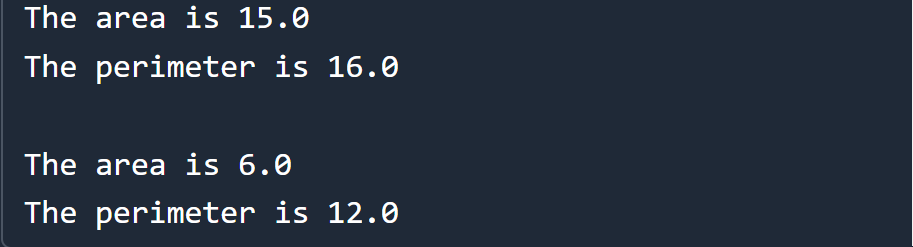 The area is 15.0
The perimeter is 16.0
The area is 6.0
The perimeter is 12.0